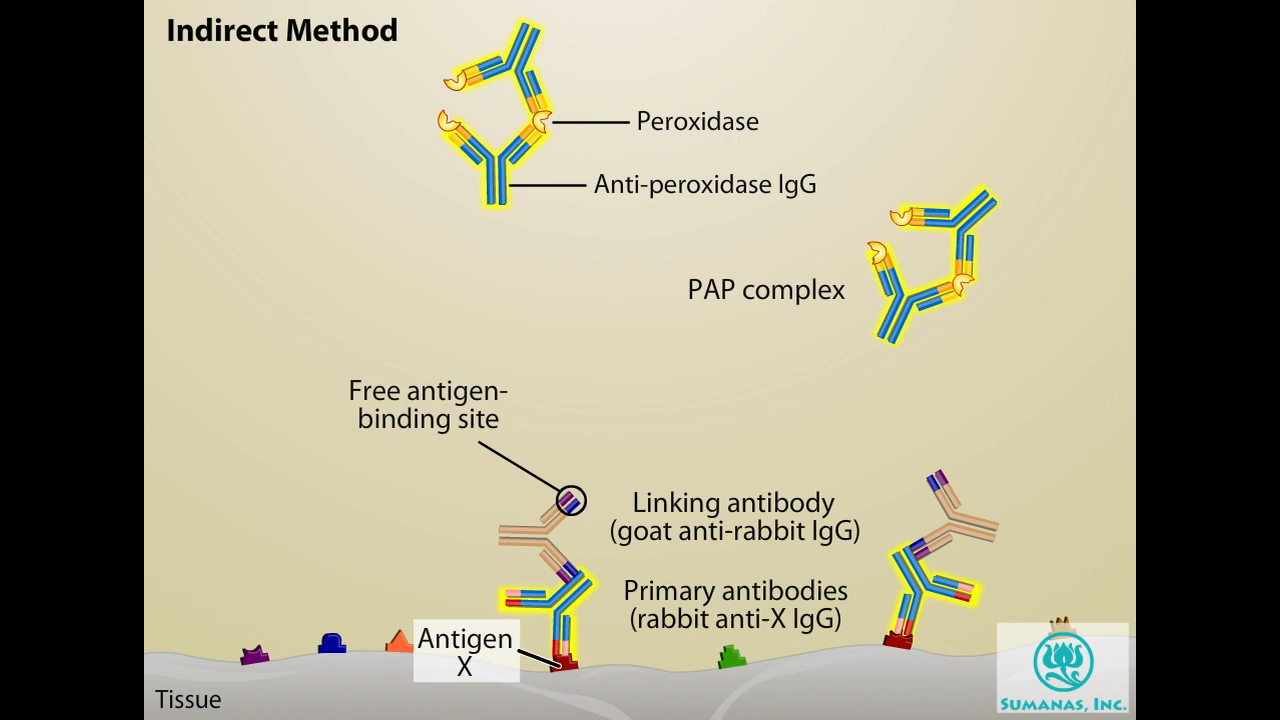 Indirect Method
Peroxidase
Anti-peroxidase IgG
PAP complex
Free antigen-
binding site
Linking antibody
(goat anti-rabbit IgG)
Primary antibodies
(rabbit anti-X IgG)
Antigen
X
Tissue
SUMANAS, INC.